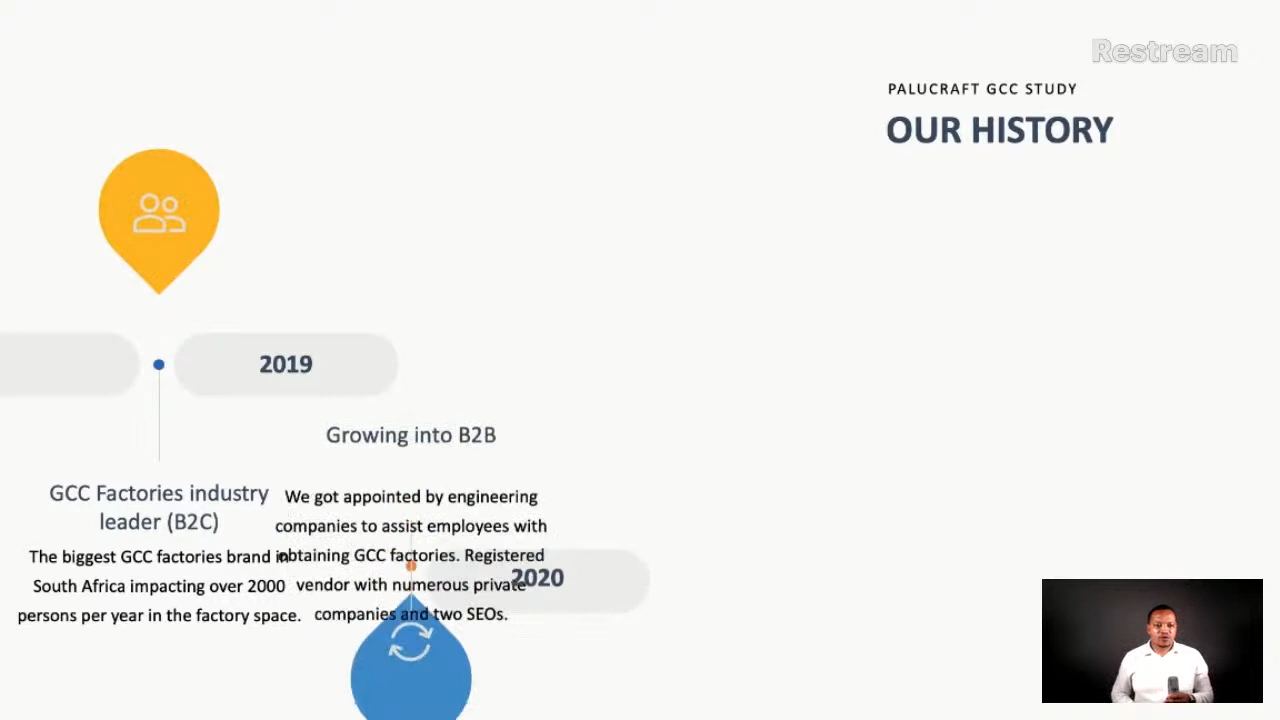 Restream
PALUCRAFT GCC STUDY
OUR HISTORY
2019
Growing into B2B
GCC Factories industry
leader (B2C)
We got appointed by engineering
companies to assist employees with
obtaining GCC factories. Registered
vendor with numerous private
companies and two SEOs.
The biggest GCC factories brand in
South Africa impacting over 2000
persons per year in the factory space.
2020